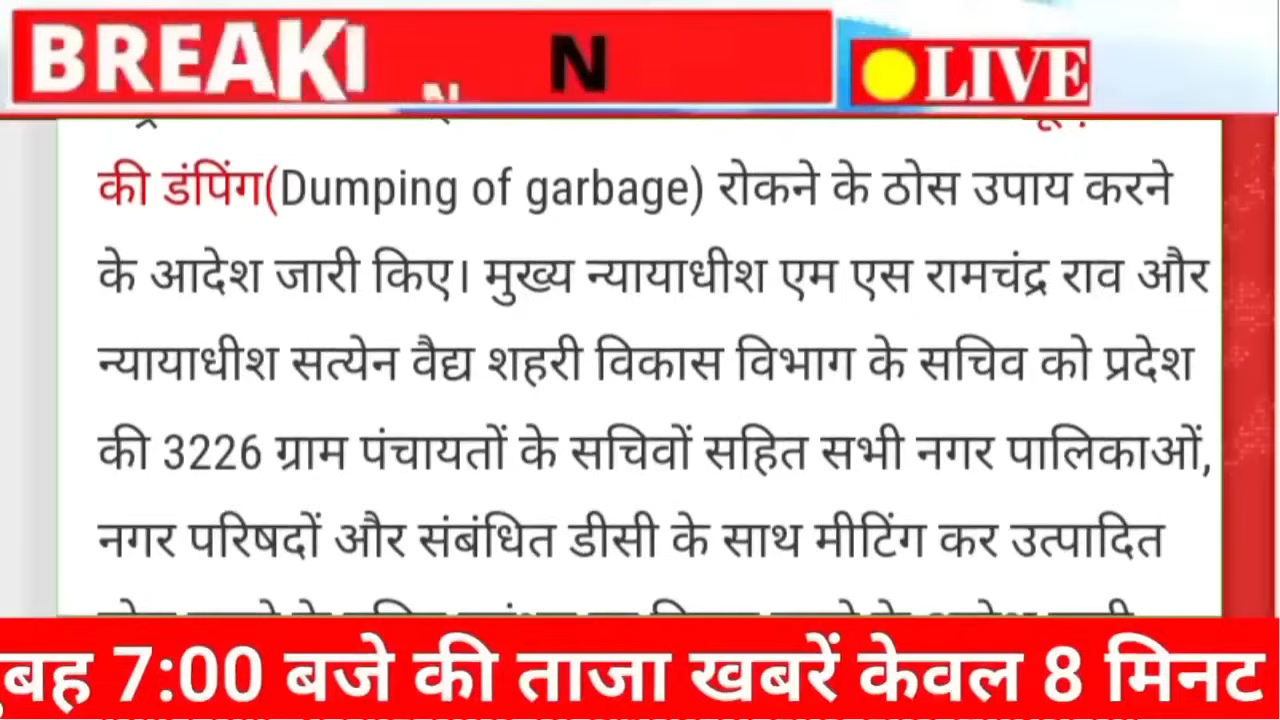 BREAKI
N
LIVE
की डंपिंग(Dumping of garbage) रोकने के ठोस उपाय करने
के आदेश जारी किए। मुख्य न्यायाधीश एम एस रामचंद्र राव और
न्यायाधीश सत्येन वैद्य शहरी विकास विभाग के सचिव को प्रदेश
की 3226 ग्राम पंचायतों के सचिवों सहित सभी नगर पालिकाओं,
नगर परिषदों और संबंधित डीसी के साथ मीटिंग कर उत्पादित
ुबह 7:00 बजे की ताजा खबरें केवल 8 मिनट